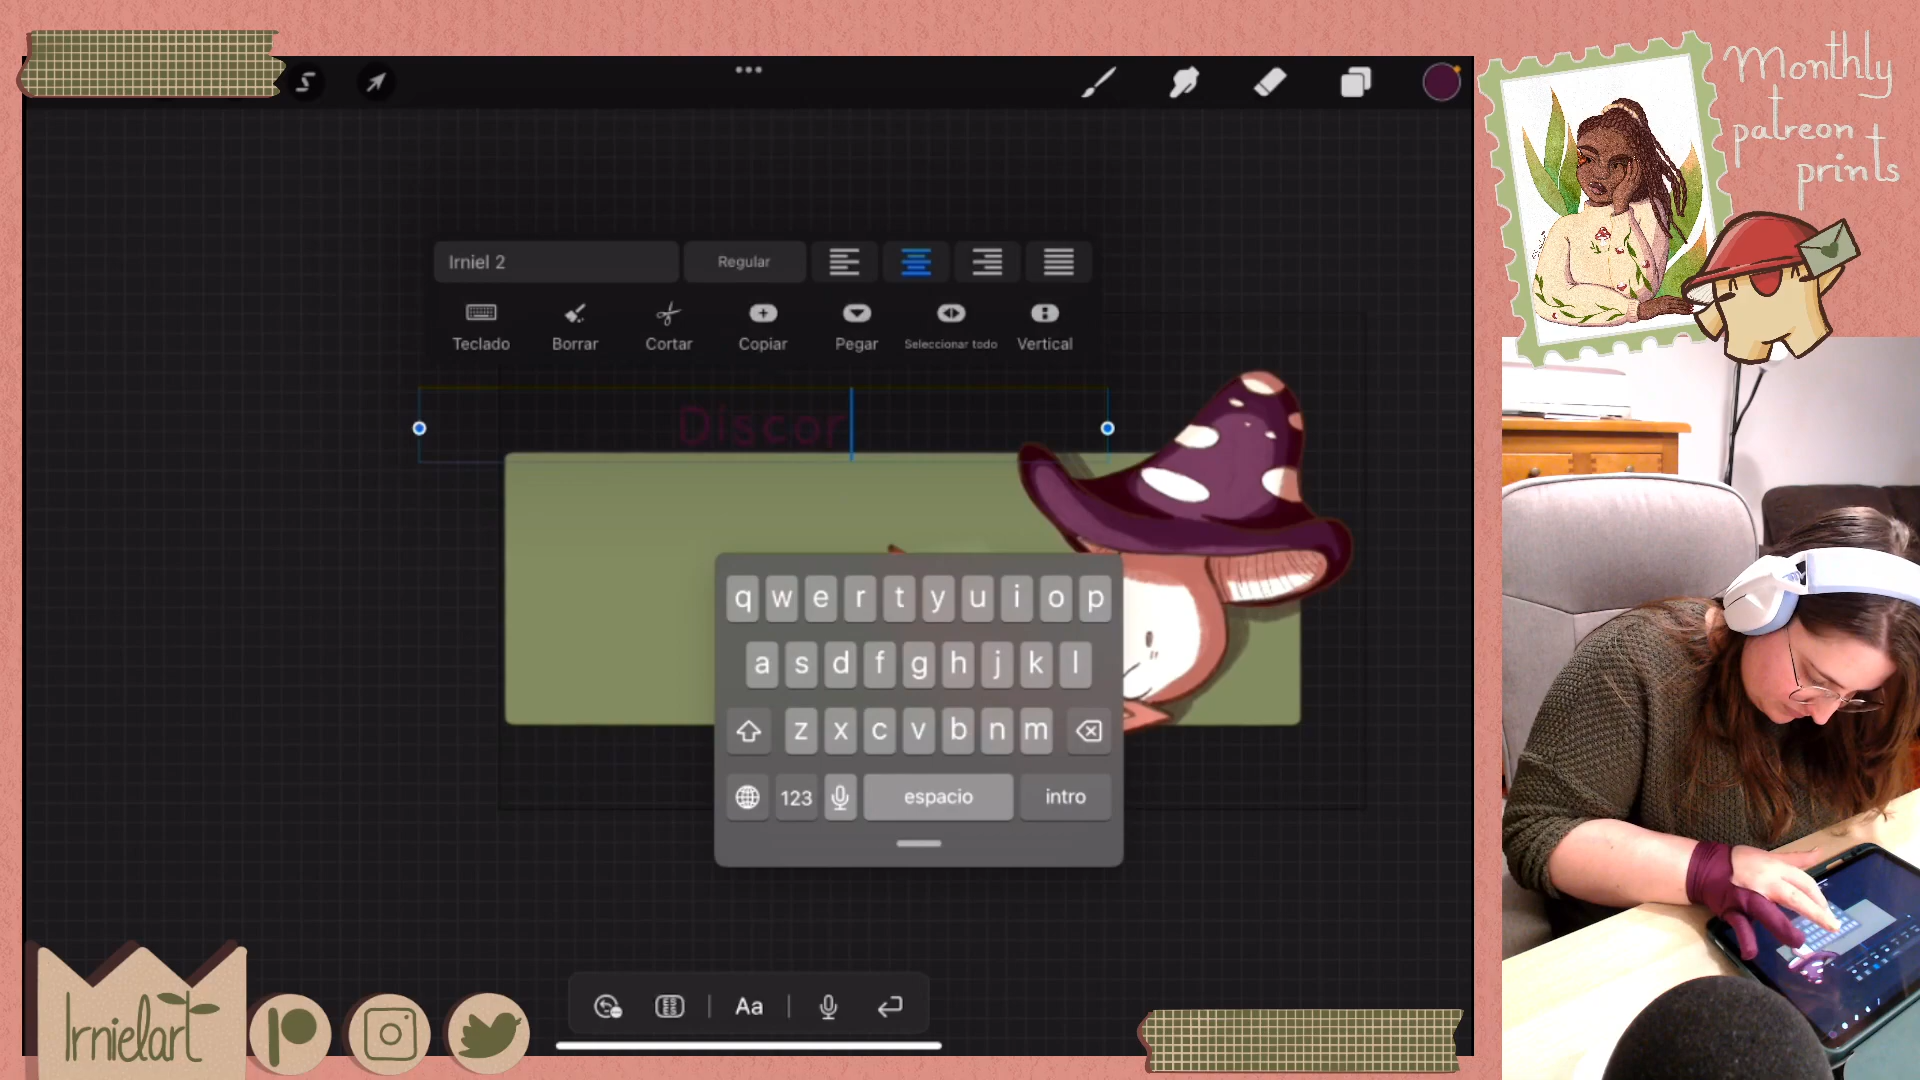 Monthly
patreon
prints
Irniel 2
Regular
Teclado Borrar Cortar Copiar Pegar Seleccionar todo Vertical
Discor
q w e r t y u i o p
a s d f g h j k l
z x c v b n m
123 espacio intro
Aa
Irnielart